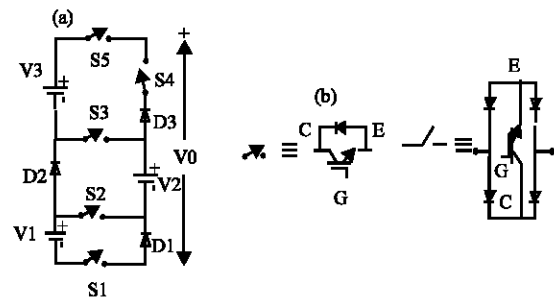 (a)
S5
+
V3
+
S4
S3
D3
(b)
E
C
E
V0
D2
+
V2
G
G
S2
V1
+
D1
C
S1